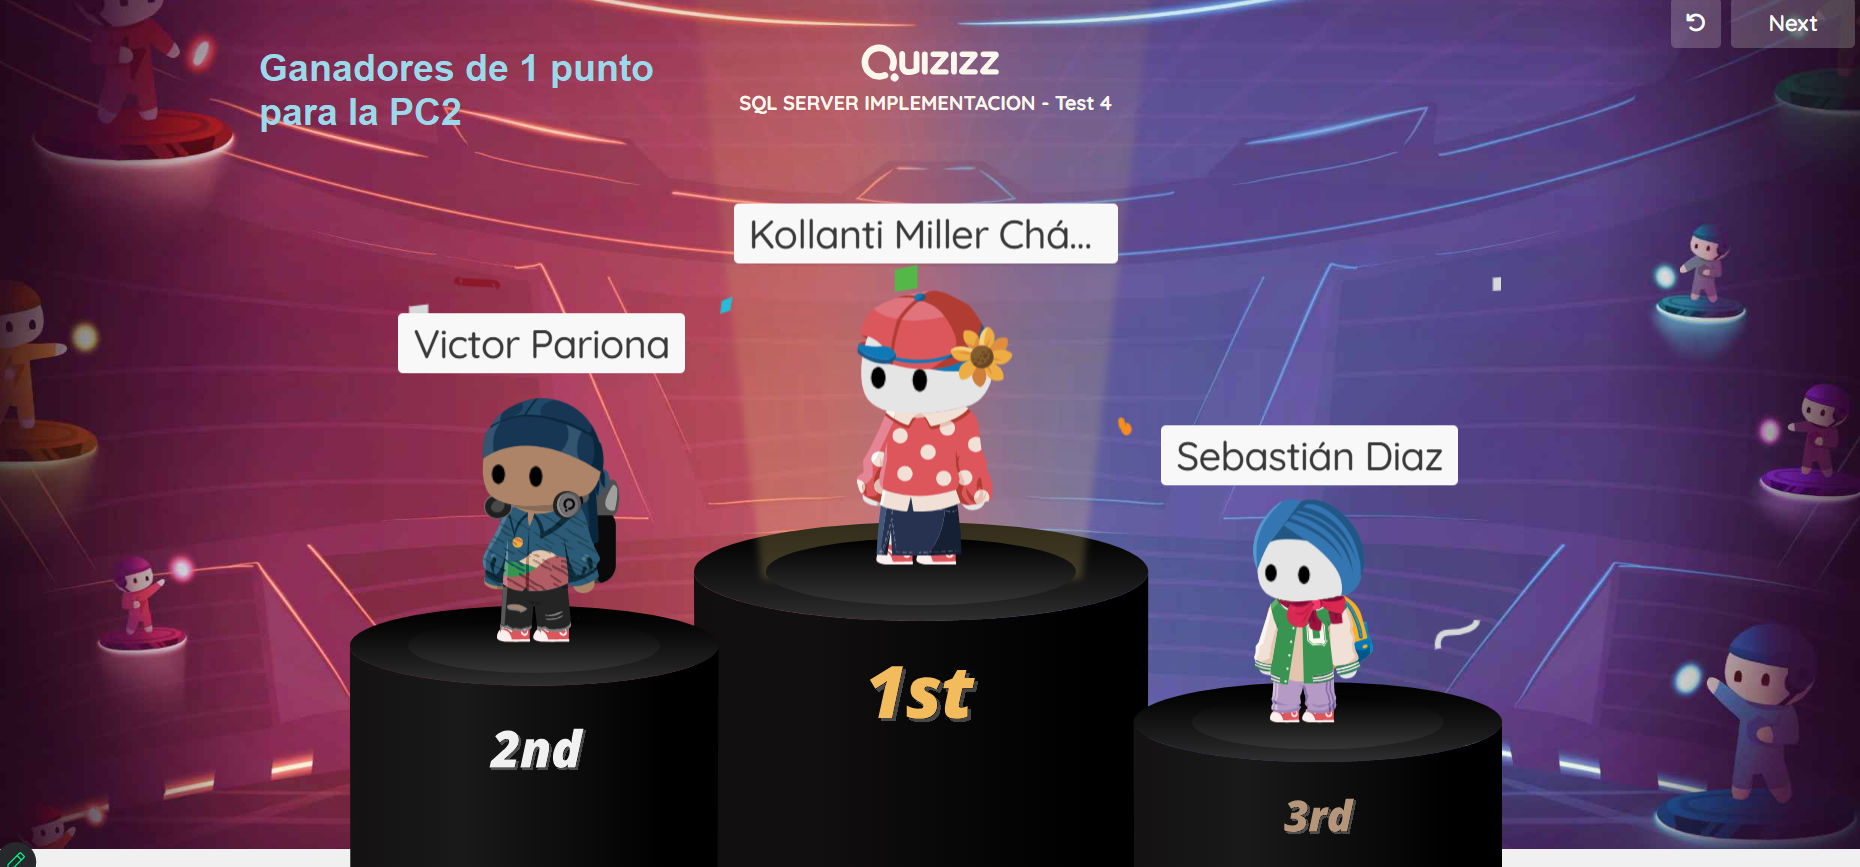 Next
Ganadores de 1 punto
para la PC2
QUIZIZZ
SQL SERVER IMPLEMENTACION - Test 4
Kollanti Miller Chá...
Victor Pariona
Sebastián Diaz
1st
2nd
3rd